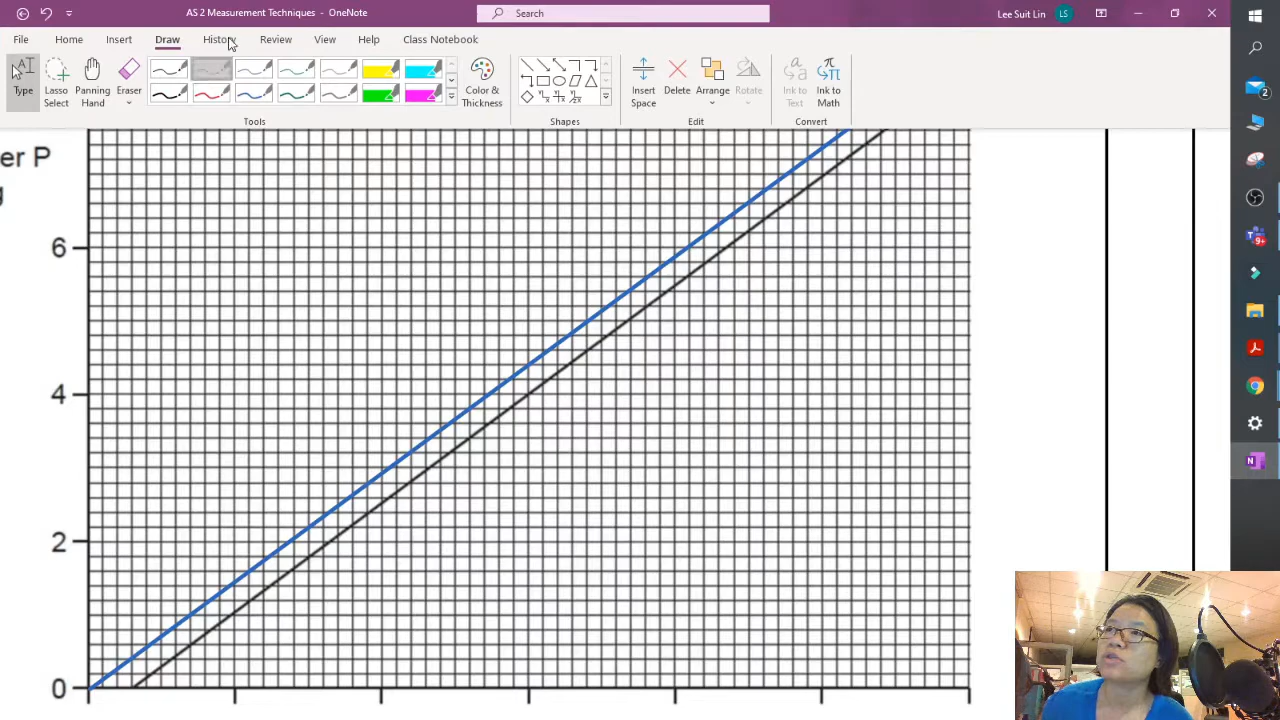 AS 2 Measurement Techniques - OneNote
Search
Lee Suit Lin
LS
File Home Insert Draw History Review View Help Class Notebook
Type
Lasso Select
Panning Hand
Eraser
Color & Thickness
Insert Space
Delete
Arrange
Rotate
Ink to Text
Ink to Math
Tools
Shapes
Edit
Convert
er P
g
6
4
2
0
2
9+